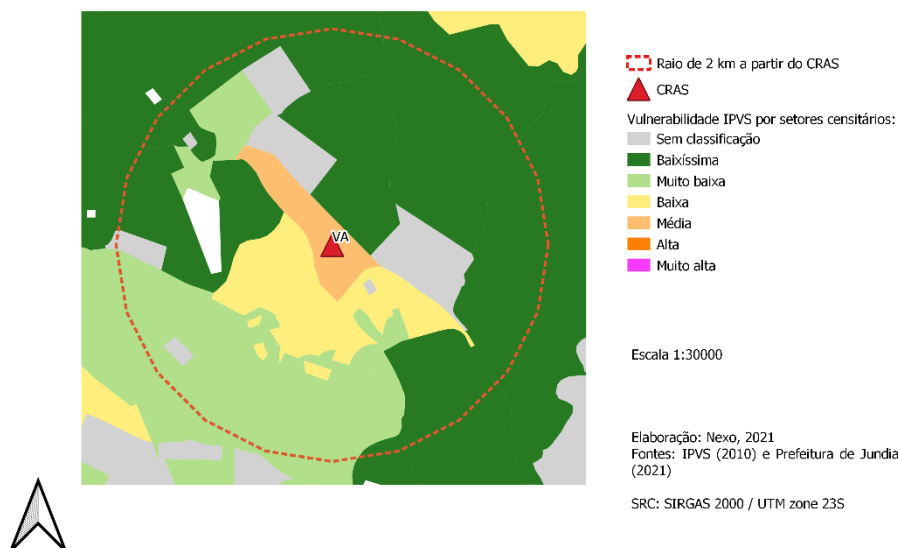 VA
Raio de 2 km a partir do CRAS
CRAS
Vulnerabilidade IPVS por setores censitários:
Sem classificação
Baixíssima
Muito baixa
Baixa
Média
Alta
Muito alta
Escala 1:30000
Elaboração: Nexo, 2021
Fontes: IPVS (2010) e Prefeitura de Jundia
(2021)
SRC: SIRGAS 2000 / UTM zone 23S